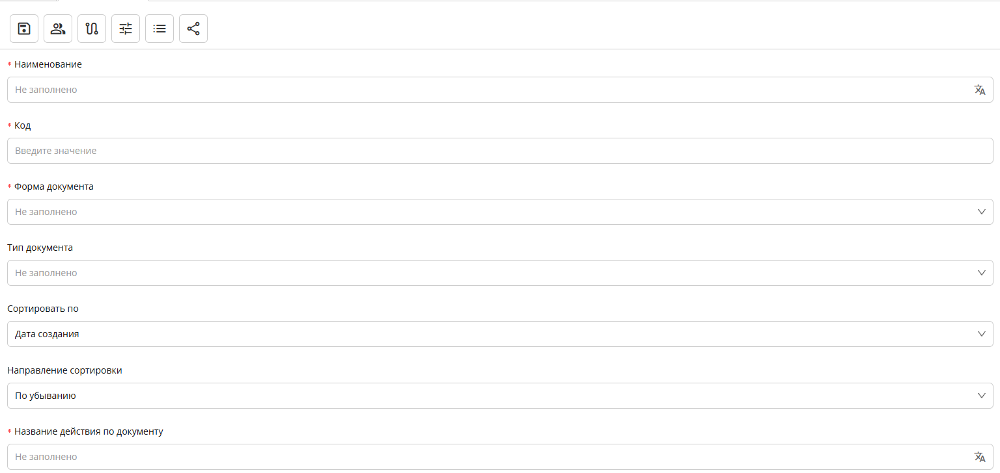 * Наименование
Не заполнено
* Код
Введите значение
* Форма документа
Не заполнено
Тип документа
Не заполнено
Сортировать по
Дата создания
Направление сортировки
По убыванию
* Название действия по документу
Не заполнено